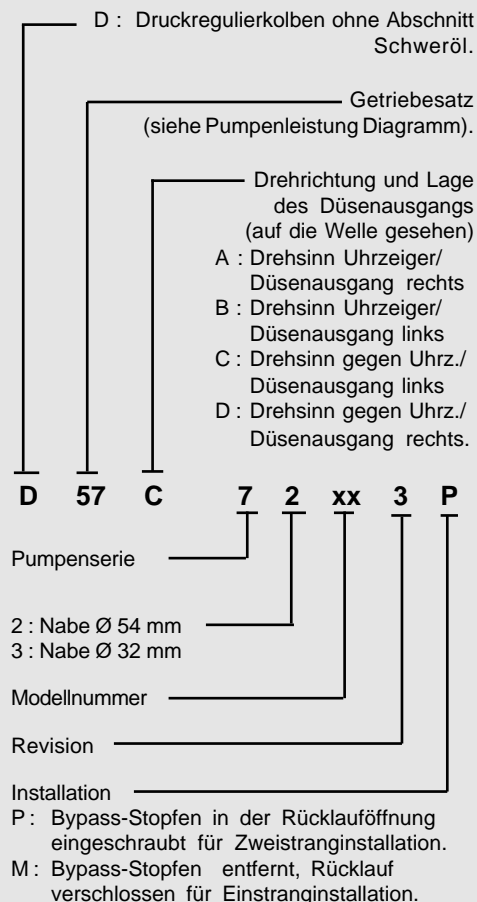 D : Druckregulierkolben ohne Abschnitt
Schweröl.
Getriebesatz
(siehe Pumpenleistung Diagramm).
Drehrichtung und Lage
des Düsenausgangs
(auf die Welle gesehen)
A : Drehsinn Uhrzeiger/
Düsenausgang rechts
B : Drehsinn Uhrzeiger/
Düsenausgang links
C : Drehsinn gegen Uhrz./
Düsenausgang links
D : Drehsinn gegen Uhrz./
Düsenausgang rechts.
D 57 C 7 2 xx 3 P
Pumpenserie
2 : Nabe Ø 54 mm
3 : Nabe Ø 32 mm
Modellnummer
Revision
Installation
P : Bypass-Stopfen in der Rücklauföffnung
eingeschraubt für Zweistranginstallation.
M : Bypass-Stopfen entfernt, Rücklauf
verschlossen für Einstranginstallation.